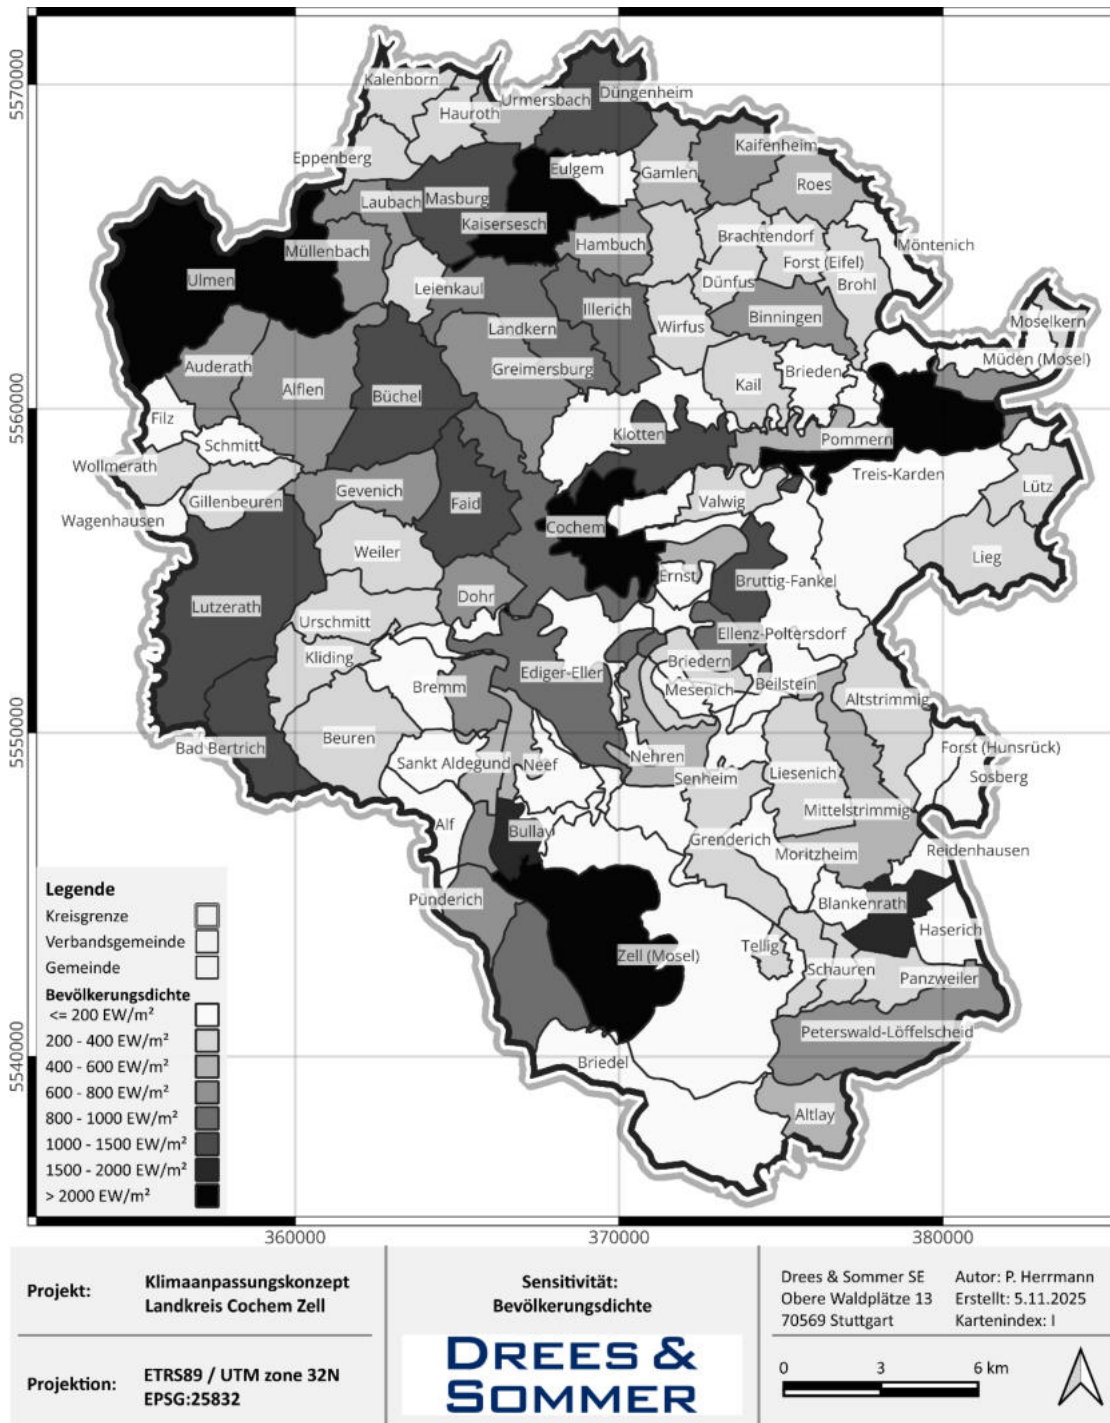 5570000
5560000
5550000
5540000
Kalenborn
Hauroth
Urmersbach
Düngenheim
Eppenberg
Eulgem
Gamlen
Kaifenheim
Roes
Laubach
Masburg
Kaisersesch
Hambuch
Brachtendorf
Möntenich
Müllenbach
Ulmen
Leienkaul
Illerich
Dünfus
Forst (Eifel)
Brohl
Landkern
Wirfus
Binningen
Moselkern
Müden (Mosel)
Auderath
Alflen
Büchel
Greimersburg
Kail
Brieden
Filz
Schmitt
Klotten
Pommern
Wollmerath
Gillenbeuren
Gevenich
Faid
Valwig
Treis-Karden
Lütz
Wagenhausen
Cochem
Weiler
Lieg
Ernst
Bruttig-Fankel
Lutzerath
Dohr
Urschmitt
Ellenz-Poltersdorf
Kliding
Bremm
Ediger-Eller
Briedern
Mesenich
Beilstein
Altstrimmig
Bad Bertrich
Beuren
Sankt Aldegund
Neef
Nehren
Senheim
Liesenich
Forst (Hunsrück)
Sosberg
Mittelstrimmig
Alf
Bullay
Grenderich
Moritzheim
Reidenhausen
Pünderich
Blankenrath
Haserich
Zell (Mosel)
Tellig
Schauren
Panzweiler
Peterswald-Löffelscheid
Briedel
Altlay
Legende
Kreisgrenze
Verbandsgemeinde
Gemeinde
Bevölkerungsdichte
<= 200 EW/m²
200 - 400 EW/m²
400 - 600 EW/m²
600 - 800 EW/m²
800 - 1000 EW/m²
1000 - 1500 EW/m²
1500 - 2000 EW/m²
> 2000 EW/m²
360000
370000
380000
Projekt:
Klimaanpassungskonzept
Landkreis Cochem Zell
Projektion:
ETRS89 / UTM zone 32N
EPSG:25832
Sensitivität:
Bevölkerungsdichte
DREES &
SOMMER
Drees & Sommer SE
Obere Waldplätze 13
70569 Stuttgart
Autor: P. Herrmann
Erstellt: 5.11.2025
Kartenindex: I
0 3 6 km